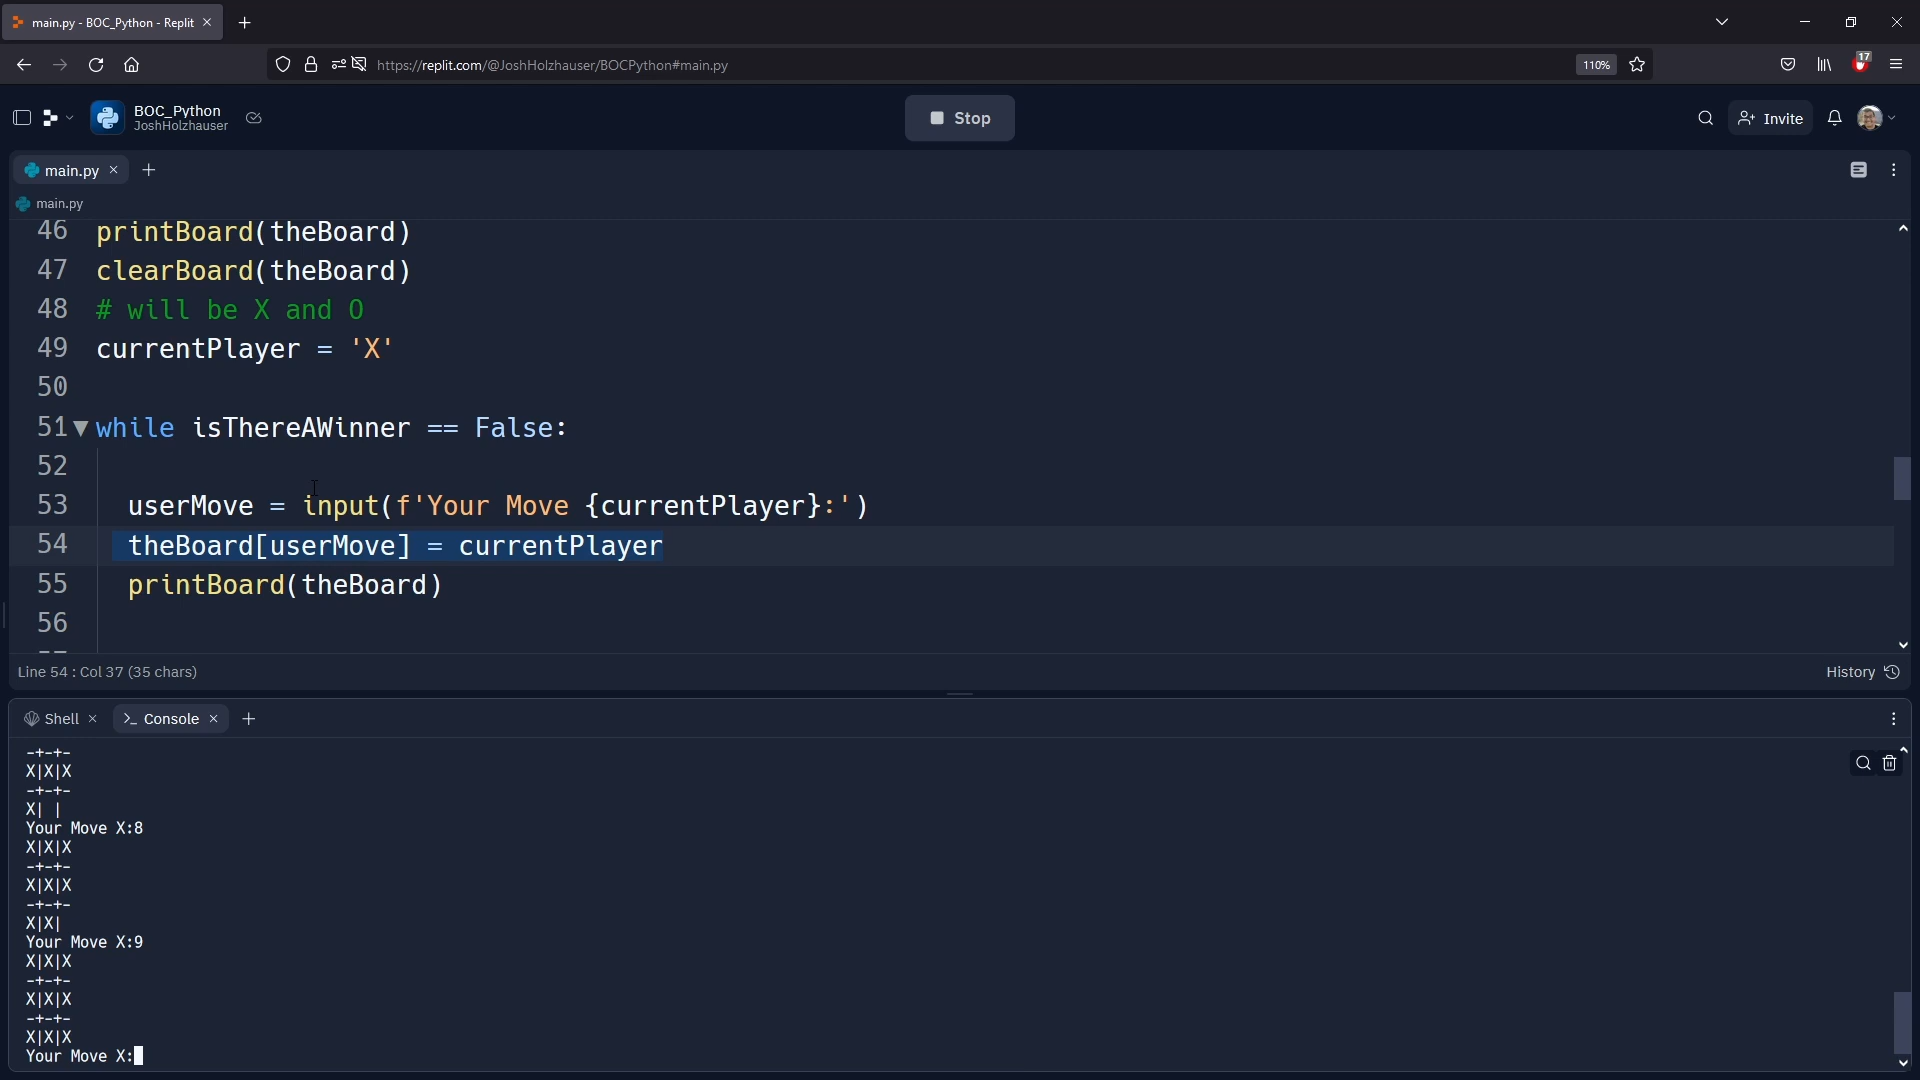 main.py - BOC_Python - Replit
https://replit.com/@JoshHolzhauser/BOCPython#main.py
110%
17
BOC_Python
JoshHolzhauser
Stop
Invite
main.py
main.py
46 printBoard(theBoard)
47 clearBoard(theBoard)
48 # will be X and O
49 currentPlayer = 'X'
50
51 while isThereAWinner == False:
52
53 userMove = input(f'Your Move {currentPlayer}:')
54 theBoard[userMove] = currentPlayer
55 printBoard(theBoard)
56
Line 54 : Col 37 (35 chars)
History
Shell
Console
-+-+-
X|X|X
-+-+-
X| |
Your Move X:8
X|X|X
-+-+-
X|X|X
-+-+-
X|X|
Your Move X:9
X|X|X
-+-+-
X|X|X
-+-+-
X|X|X
Your Move X: